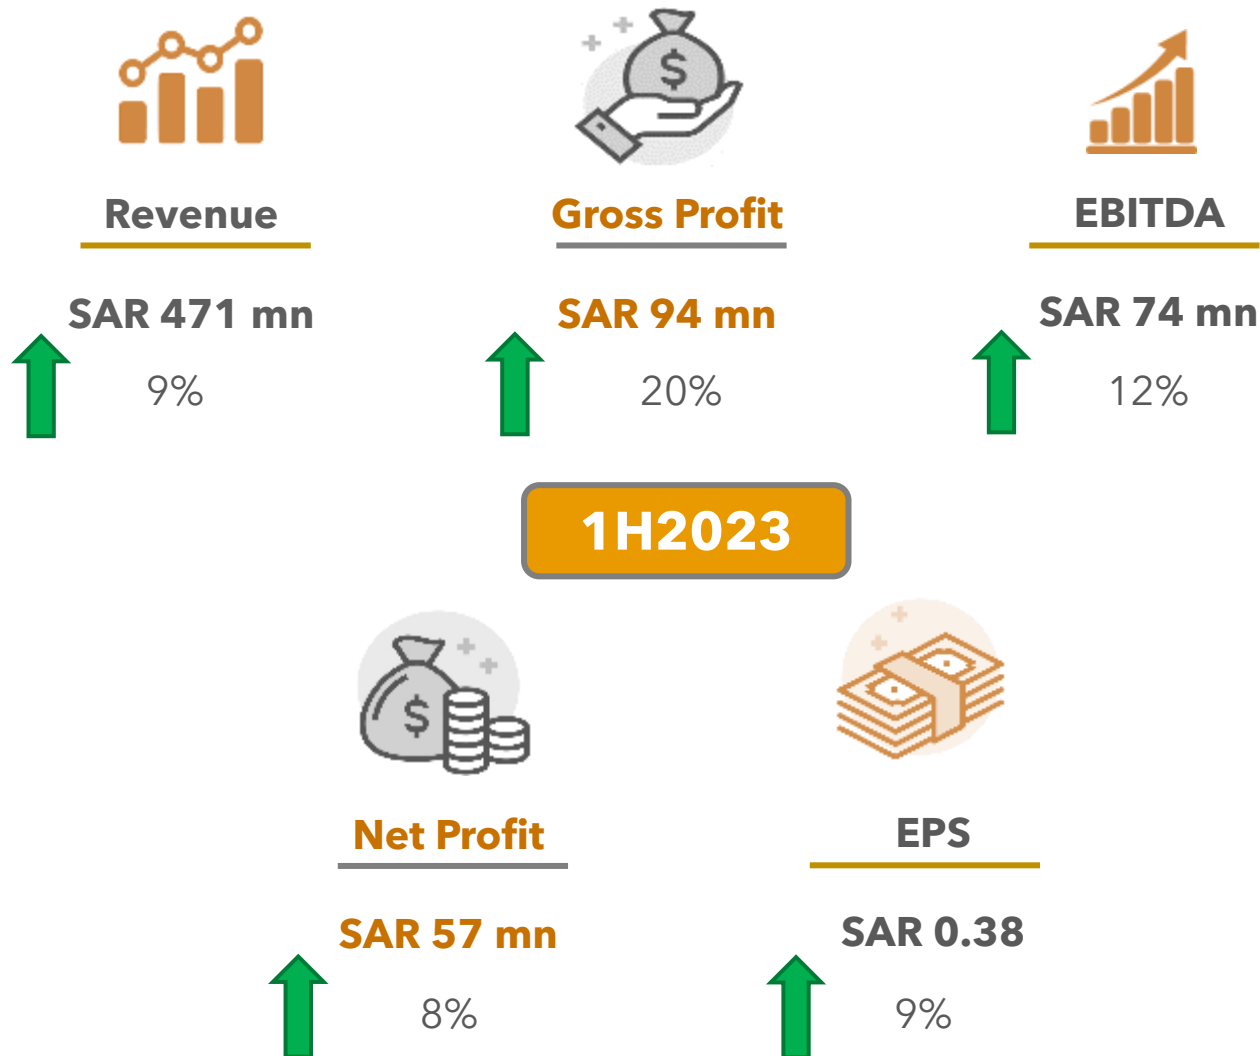 $
Revenue
Gross Profit
EBITDA
SAR 471 mn
SAR 94 mn
SAR 74 mn
9%
20%
12%
1H2023
$
Net Profit
EPS
SAR 57 mn
SAR 0.38
8%
9%